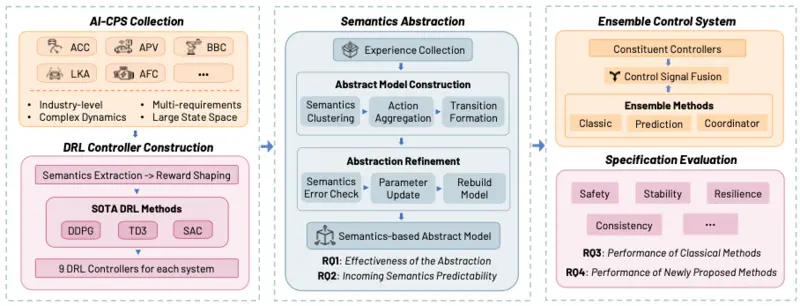 AI-CPS Collection
ACC
APV
BBC
LKA
AFC
...
• Industry-level
• Multi-requirements
• Complex Dynamics
• Large State Space
DRL Controller Construction
Semantics Extraction -> Reward Shaping
SOTA DRL Methods
DDPG
TD3
SAC
9 DRL Controllers for each system
Semantics Abstraction
Experience Collection
Abstract Model Construction
Semantics
Clustering
Action
Aggregation
Transition
Formation
Abstraction Refinement
Semantics
Error Check
Parameter
Update
Rebuild
Model
Semantics-based Abstract Model
RQ1: Effectiveness of the Abstraction
RQ2: Incoming Semantics Predictability
Ensemble Control System
Constituent Controllers
Control Signal Fusion
Ensemble Methods
Classic
Prediction
Coordinator
Specification Evaluation
Safety
Stability
Resilience
Consistency
...
RQ3: Performance of Classical Methods
RQ4: Performance of Newly Proposed Methods